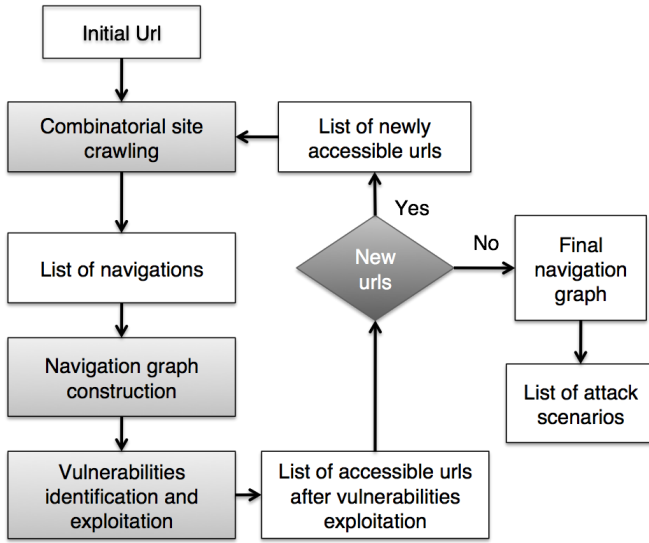 Initial Url
Combinatorial site
crawling
List of navigations
Navigation graph
construction
Vulnerabilities
identification and
exploitation
List of accessible urls
after vulnerabilities
exploitation
New
urls
Yes
List of newly
accessible urls
No
Final
navigation
graph
List of attack
scenarios